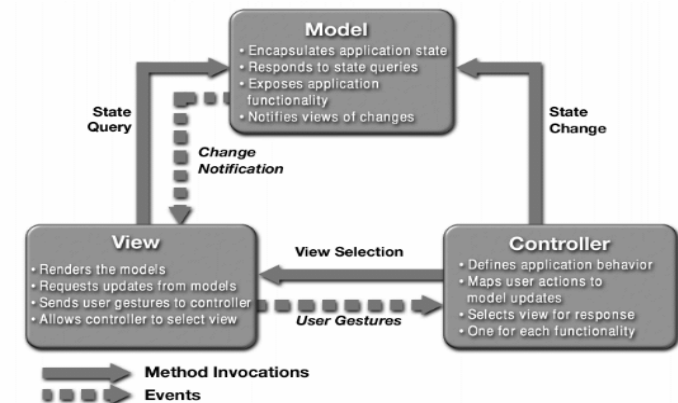 Model
• Encapsulates application state
• Responds to state queries
• Exposes application
functionality
• Notifies views of changes
State
Query
State
Change
Change
Notification
View
• Renders the models
• Requests updates from models
• Sends user gestures to controller
• Allows controller to select view
View Selection
User Gestures
Controller
• Defines application behavior
• Maps user actions to
model updates
• Selects view for response
• One for each functionality
Method Invocations
Events